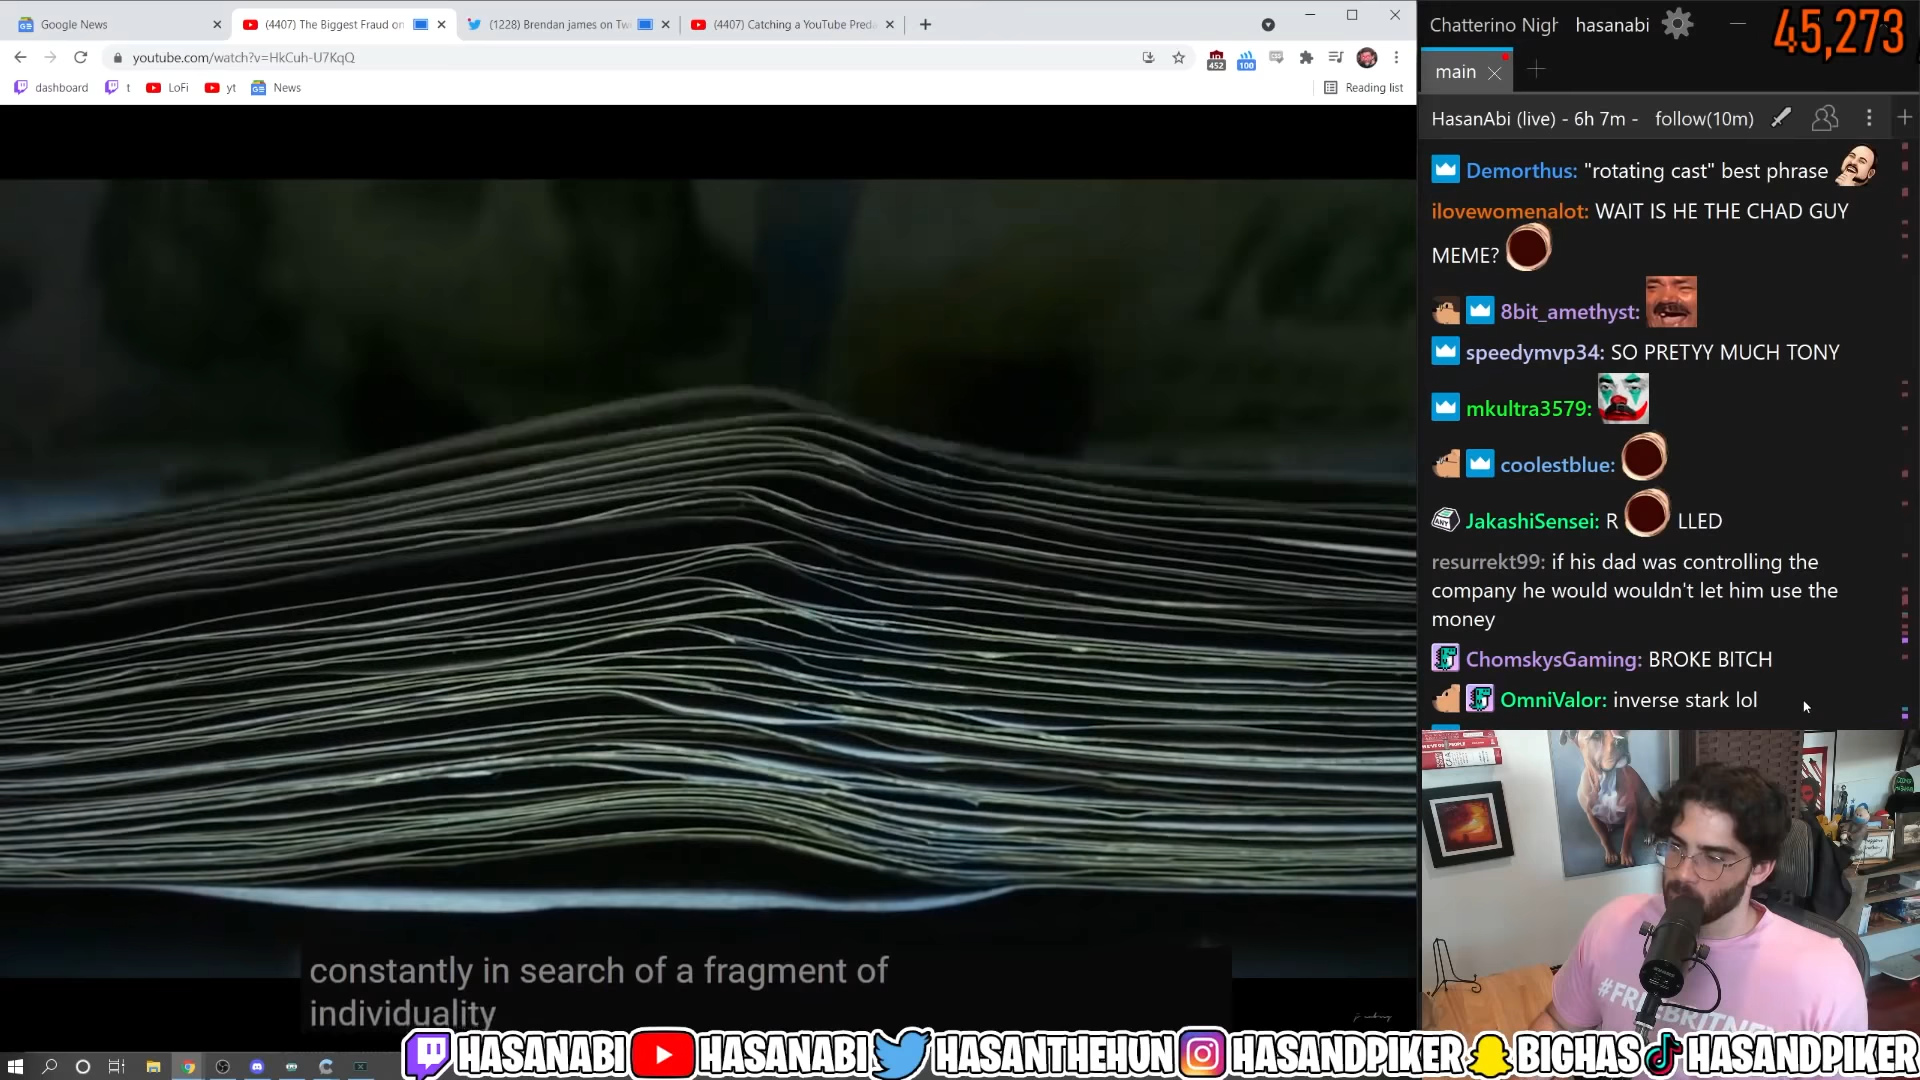 Google News
(4407) The Biggest Fraud on
(1228) Brendan james on Tw
(4407) Catching a YouTube Preda
youtube.com/watch?v=HkCuh-U7KqQ
452
100
dashboard
t
LoFi
yt
News
Reading list
Chatterino Nigh
hasanabi
45,273
main
HasanAbi (live) - 6h 7m -
follow(10m)
Demorthus: "rotating cast" best phrase
ilovewomenalot: WAIT IS HE THE CHAD GUY
MEME?
8bit_amethyst:
speedymvp34: SO PRETYY MUCH TONY
mkultra3579:
coolestblue:
JakashiSensei: R LLED
resurrekt99: if his dad was controlling the
company he would wouldn't let him use the
money
ChomskysGaming: BROKE BITCH
OmniValor: inverse stark lol
constantly in search of a fragment of
individuality
HASANABI HASANABI HASANTHEHUN HASANDPIKER BIGHAS HASANDPIKER